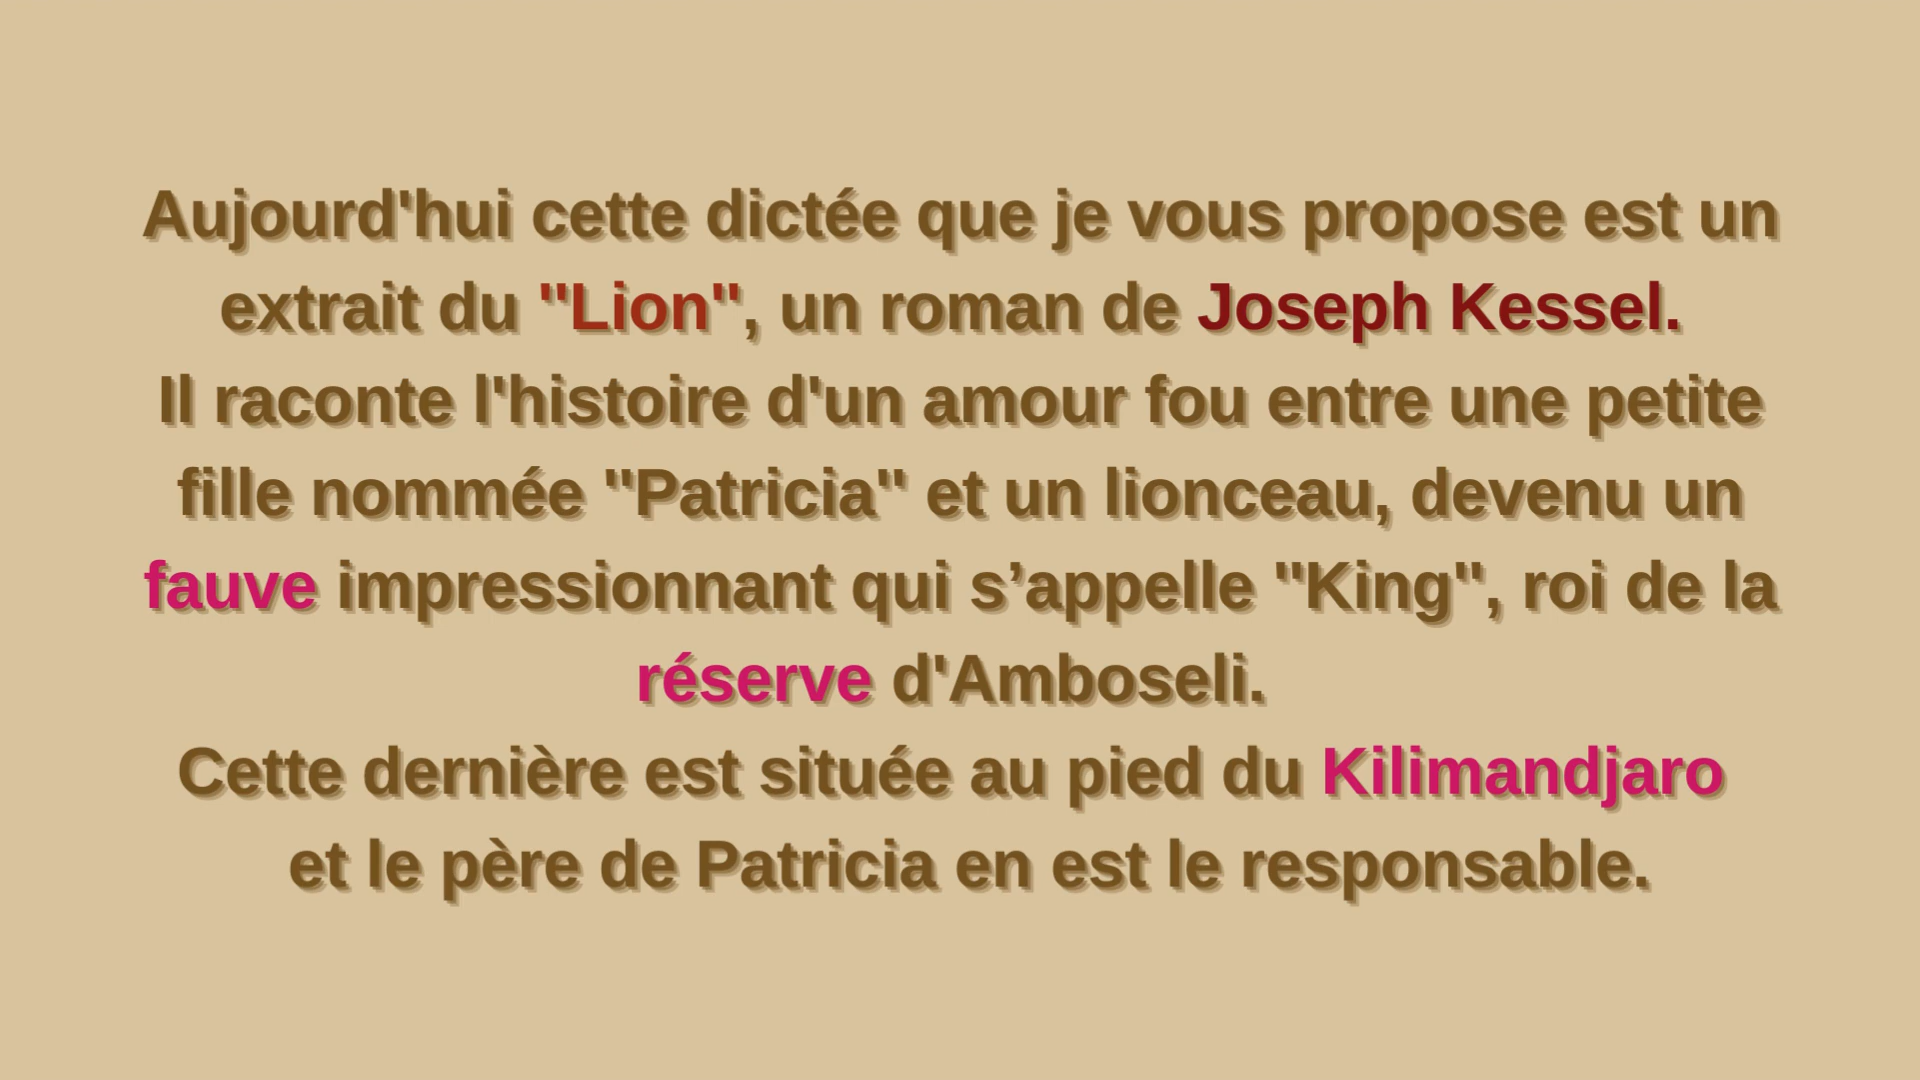 Aujourd'hui cette dictée que je vous propose est un
extrait du "Lion", un roman de Joseph Kessel.
Il raconte l'histoire d'un amour fou entre une petite
fille nommée "Patricia" et un lionceau, devenu un
fauve impressionnant qui s’appelle "King", roi de la
réserve d'Amboseli.
Cette dernière est située au pied du Kilimandjaro
et le père de Patricia en est le responsable.